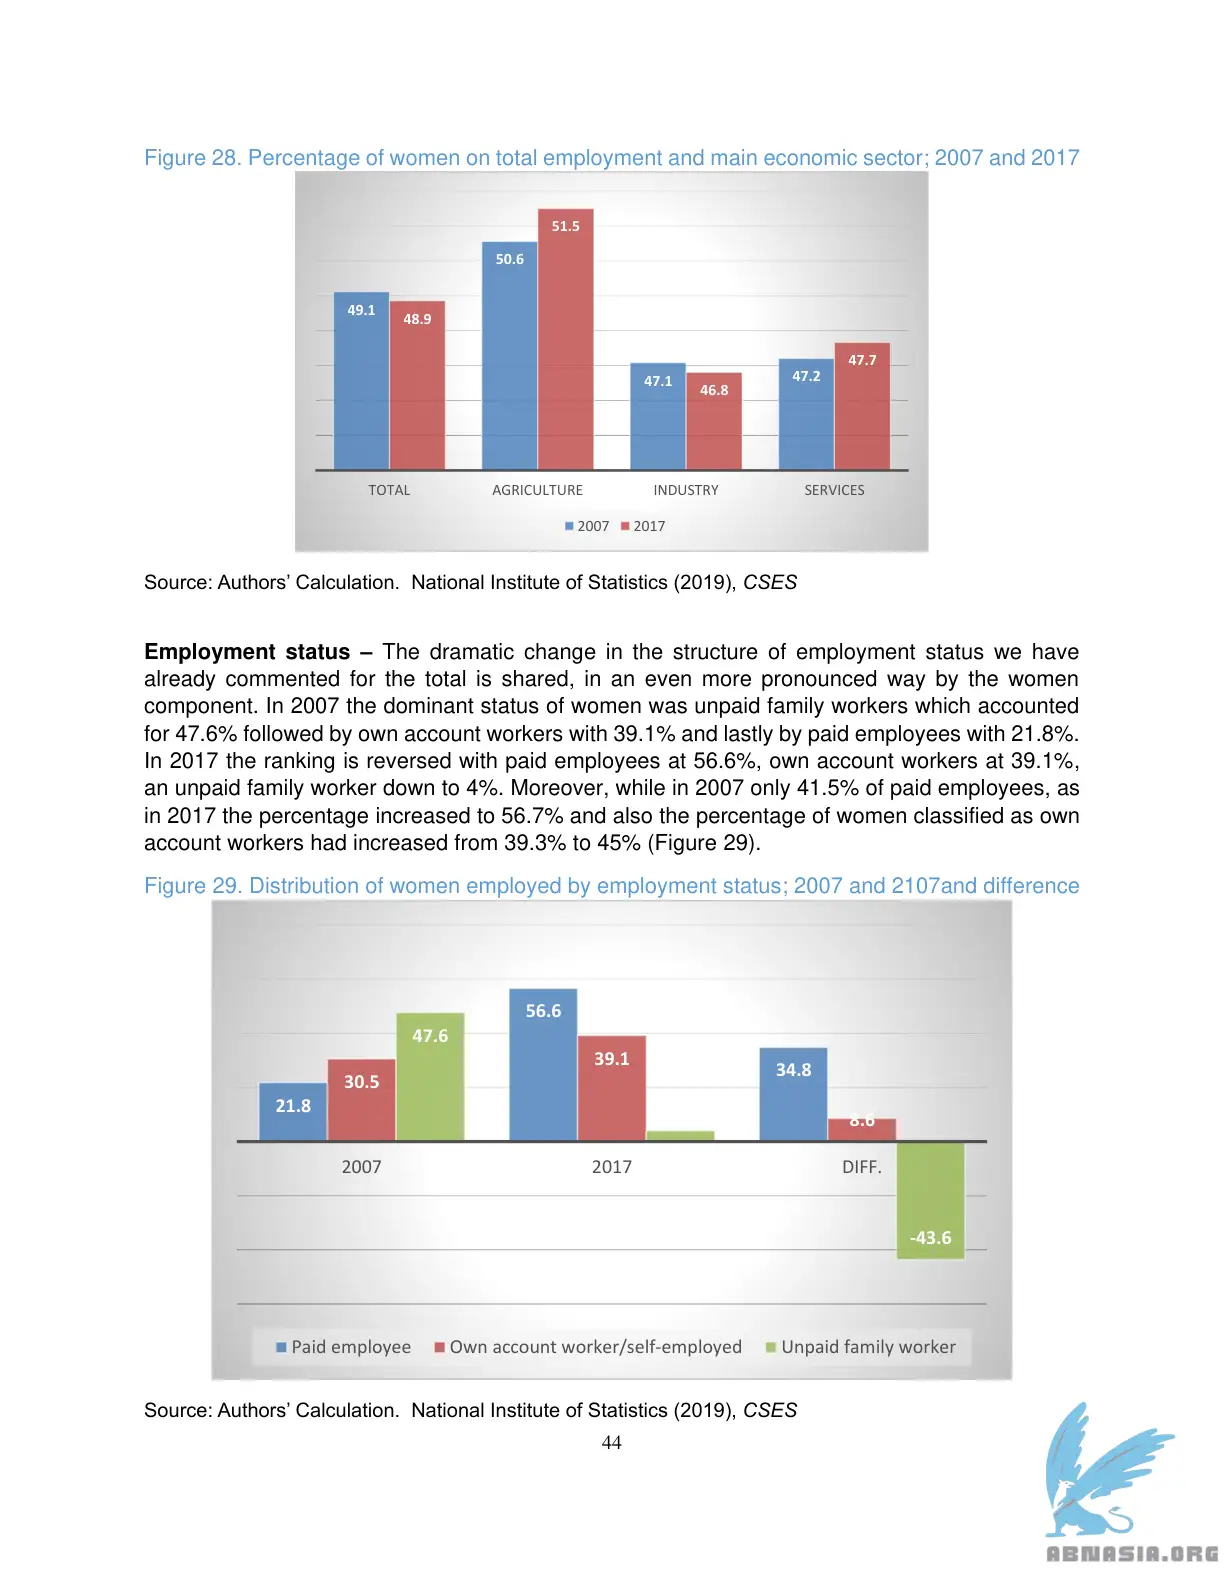 Figure 28. Percentage of women on total employment and main economic sector; 2007 and 2017
49.1
48.9
50.6
51.5
47.1
46.8
47.2
47.7
TOTAL
AGRICULTURE
INDUSTRY
SERVICES
2007
2017
Source: Authors’ Calculation. National Institute of Statistics (2019), CSES
Employment status – The dramatic change in the structure of employment status we have
already commented for the total is shared, in an even more pronounced way by the women
component. In 2007 the dominant status of women was unpaid family workers which accounted
for 47.6% followed by own account workers with 39.1% and lastly by paid employees with 21.8%.
In 2017 the ranking is reversed with paid employees at 56.6%, own account workers at 39.1%,
an unpaid family worker down to 4%. Moreover, while in 2007 only 41.5% of paid employees, as
in 2017 the percentage increased to 56.7% and also the percentage of women classified as own
account workers had increased from 39.3% to 45% (Figure 29).
Figure 29. Distribution of women employed by employment status; 2007 and 2107and difference
21.8
30.5
47.6
56.6
39.1
34.8
8.6
-43.6
2007
2017
DIFF.
Paid employee
Own account worker/self-employed
Unpaid family worker
Source: Authors’ Calculation. National Institute of Statistics (2019), CSES
44
ABNASIA.ORG